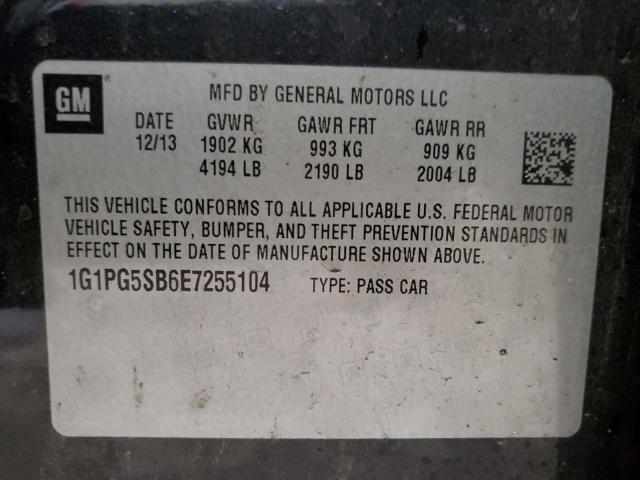 GM ®
MFD BY GENERAL MOTORS LLC
DATE GVWR GAWR FRT GAWR RR
12/13 1902 KG 993 KG 909 KG
4194 LB 2190 LB 2004 LB
THIS VEHICLE CONFORMS TO ALL APPLICABLE U.S. FEDERAL MOTOR
VEHICLE SAFETY, BUMPER, AND THEFT PREVENTION STANDARDS IN
EFFECT ON THE DATE OF MANUFACTURE SHOWN ABOVE.
1G1PG5SB6E7255104 TYPE: PASS CAR